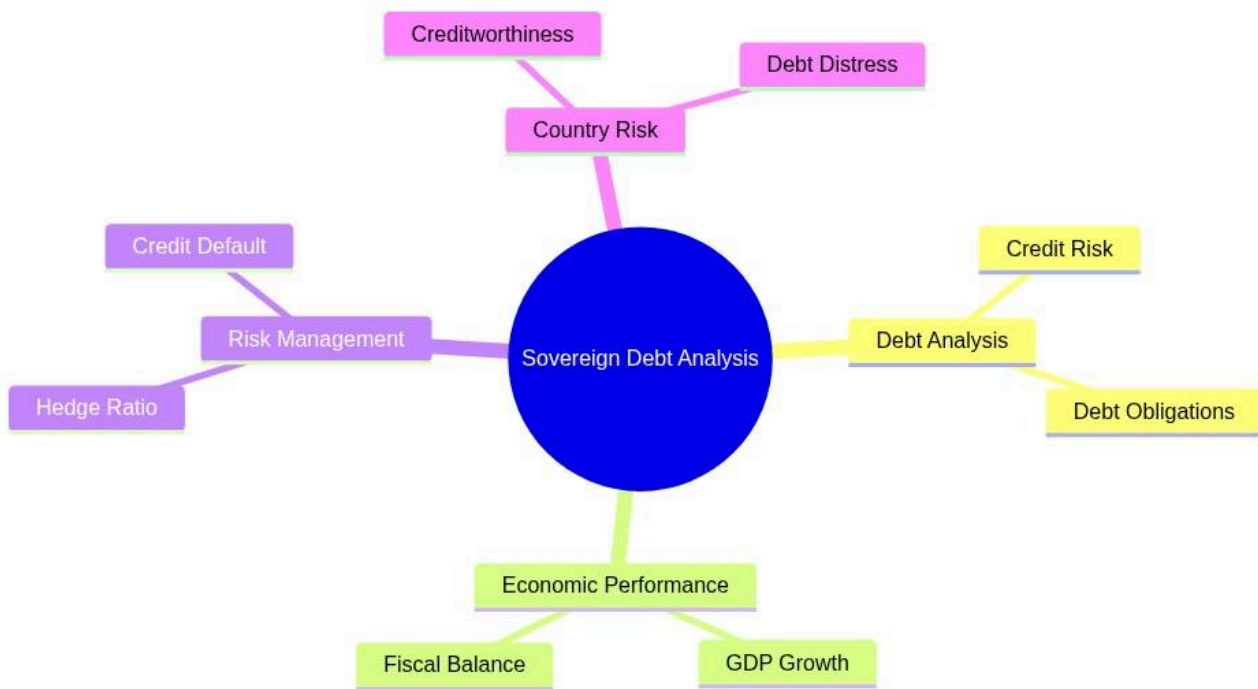 Creditworthiness
Debt Distress
Country Risk
Credit Default
Credit Risk
Risk Management
Debt Analysis
Sovereign Debt Analysis
Hedge Ratio
Debt Obligations
Economic Performance
Fiscal Balance
GDP Growth